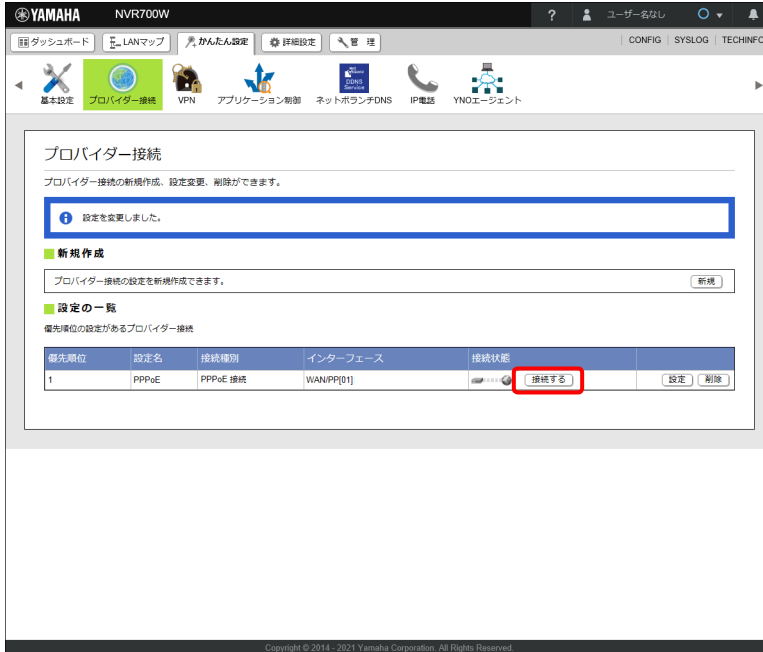 YAMAHA NVR700W ? ユーザー名なし
ダッシュボード LANマップ かんたん設定 詳細設定 管 理 CONFIG SYSLOG TECHINFO
NetVolante DDNS Service
基本設定 プロバイダー接続 VPN アプリケーション制御 ネットボランチDNS IP電話 YNOエージェント
プロバイダー接続
プロバイダー接続の新規作成、設定変更、削除ができます。
設定を変更しました。
新規作成
プロバイダー接続の設定を新規作成できます。 新規
設定の一覧
優先順位の設定があるプロバイダー接続
優先順位 設定名 接続種別 インターフェース 接続状態
1 PPPoE PPPoE 接続 WAN/PP[01] 接続する 設定 削除
Copyright © 2014 - 2021 Yamaha Corporation. All Rights Reserved.